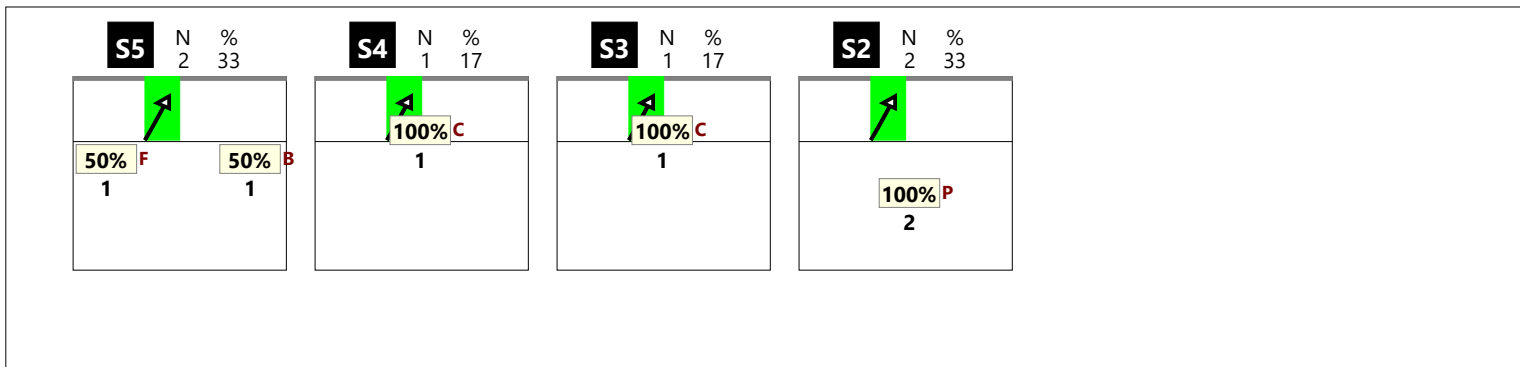 S5 N % 2 33
50% F 50% B
1 1
S4 N % 1 17
100% C
1
S3 N % 1 17
100% C
1
S2 N % 2 33
100% P
2